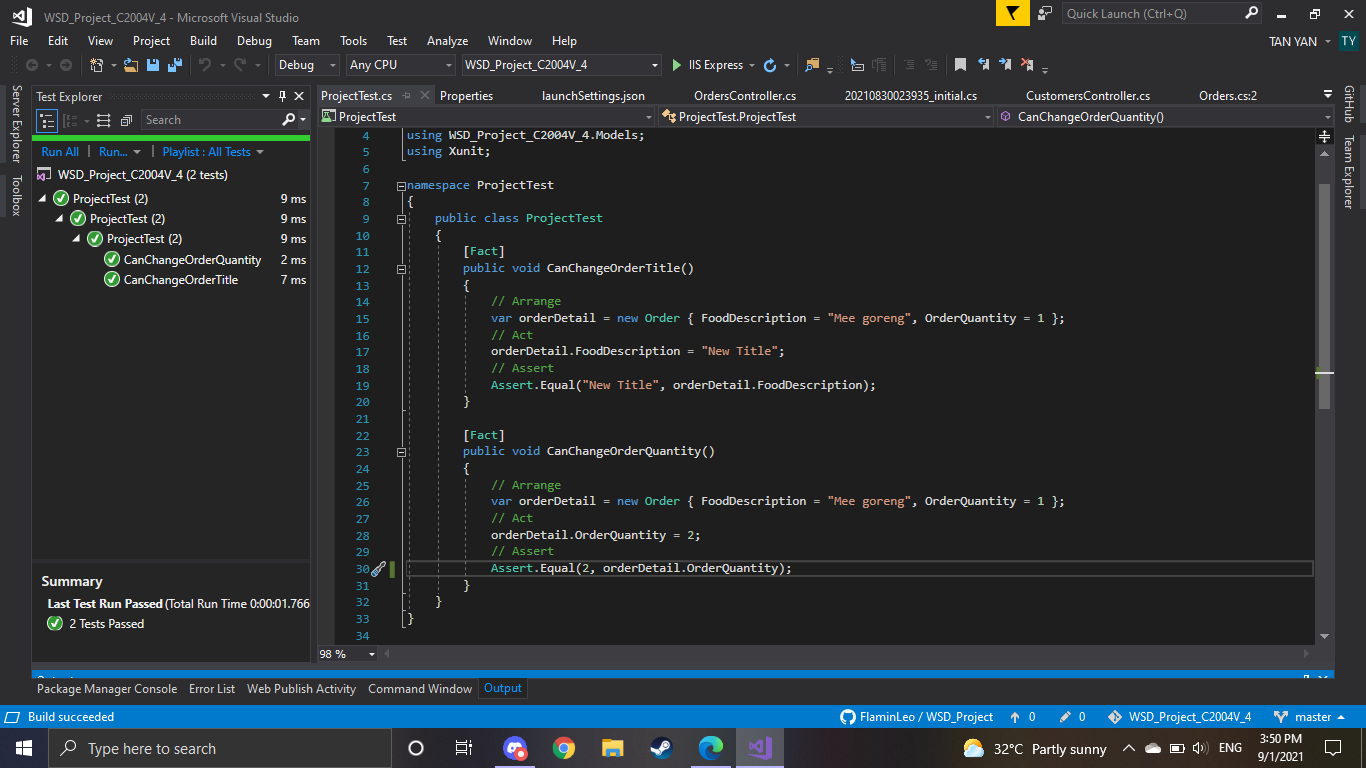 WSD_Project_C2004V_4 - Microsoft Visual Studio
Quick Launch (Ctrl+Q)
File Edit View Project Build Debug Team Tools Test Analyze Window Help
TAN YAN TY
Debug Any CPU WSD_Project_C2004V_4 IIS Express
Server Explorer
Toolbox
Test Explorer
Search
Run All | Run... | Playlist : All Tests
WSD_Project_C2004V_4 (2 tests)
ProjectTest (2) 9 ms
ProjectTest (2) 9 ms
ProjectTest (2) 9 ms
CanChangeOrderQuantity 2 ms
CanChangeOrderTitle 7 ms
Summary
Last Test Run Passed (Total Run Time 0:00:01.766
2 Tests Passed
ProjectTest.cs Properties launchSettings.json OrdersController.cs 20210830023935_initial.cs CustomersController.cs Orders.cs:2
ProjectTest ProjectTest.ProjectTest CanChangeOrderQuantity()
4 using WSD_Project_C2004V_4.Models;
5 using Xunit;
6
7 namespace ProjectTest
8 {
9 public class ProjectTest
10 {
11 [Fact]
12 public void CanChangeOrderTitle()
13 {
14 // Arrange
15 var orderDetail = new Order { FoodDescription = "Mee goreng", OrderQuantity = 1 };
16 // Act
17 orderDetail.FoodDescription = "New Title";
18 // Assert
19 Assert.Equal("New Title", orderDetail.FoodDescription);
20 }
21
22 [Fact]
23 public void CanChangeOrderQuantity()
24 {
25 // Arrange
26 var orderDetail = new Order { FoodDescription = "Mee goreng", OrderQuantity = 1 };
27 // Act
28 orderDetail.OrderQuantity = 2;
29 // Assert
30 Assert.Equal(2, orderDetail.OrderQuantity);
31 }
32 }
33 }
34
98 %
GitHub
Team Explorer
Package Manager Console Error List Web Publish Activity Command Window Output
Build succeeded
FlaminLeo / WSD_Project 0 0 WSD_Project_C2004V_4 master
Type here to search
32°C Partly sunny ENG
3:50 PM
9/1/2021